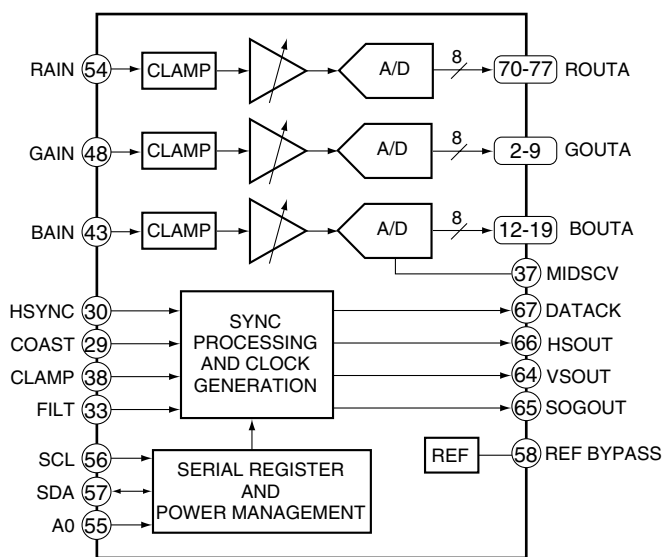 RAIN 54 CLAMP A/D 8 70-77 ROUTA
GAIN 48 CLAMP A/D 8 2-9 GOUTA
BAIN 43 CLAMP A/D 8 12-19 BOUTA
37 MIDSCV
HSYNC 30
COAST 29
CLAMP 38
FILT 33
SYNC
PROCESSING
AND CLOCK
GENERATION
67 DATACK
66 HSOUT
64 VSOUT
65 SOGOUT
SCL 56
SDA 57
A0 55
SERIAL REGISTER
AND
POWER MANAGEMENT
REF 58 REF BYPASS